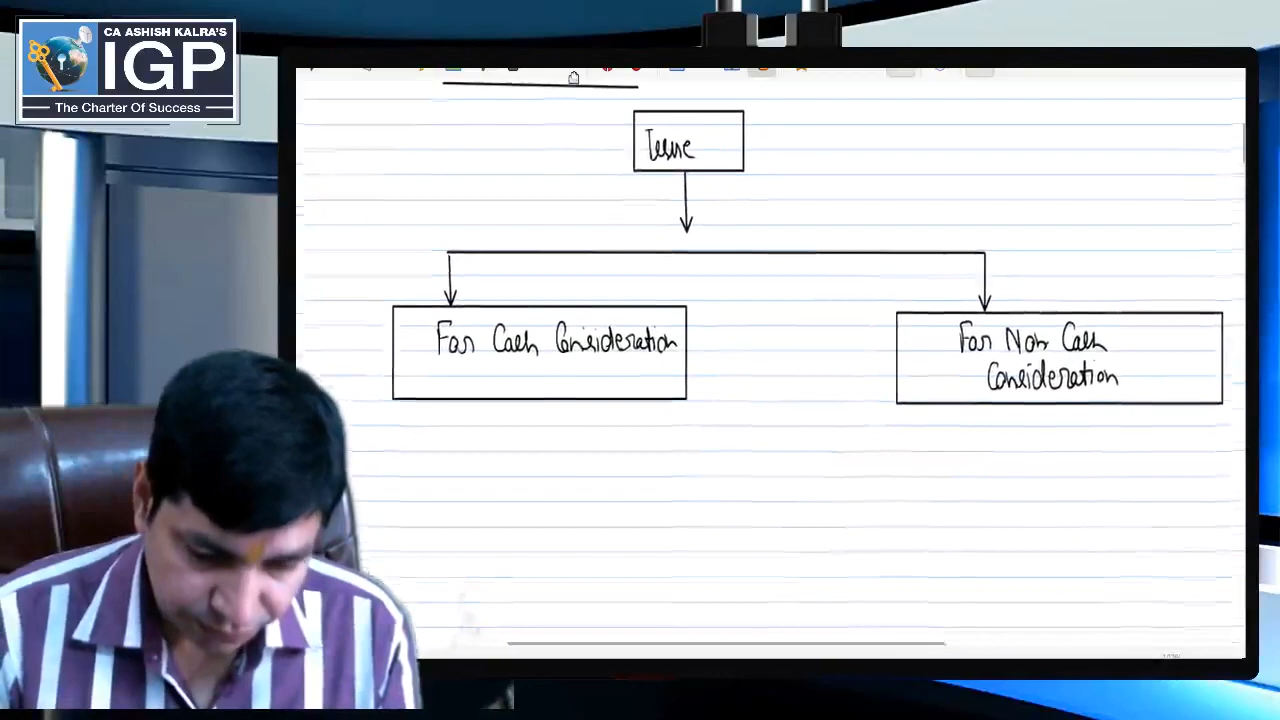 CA ASHISH KALRA'S
IGP
The Charter Of Success
Issue
For Cash Consideration
For Non Cash
Consideration